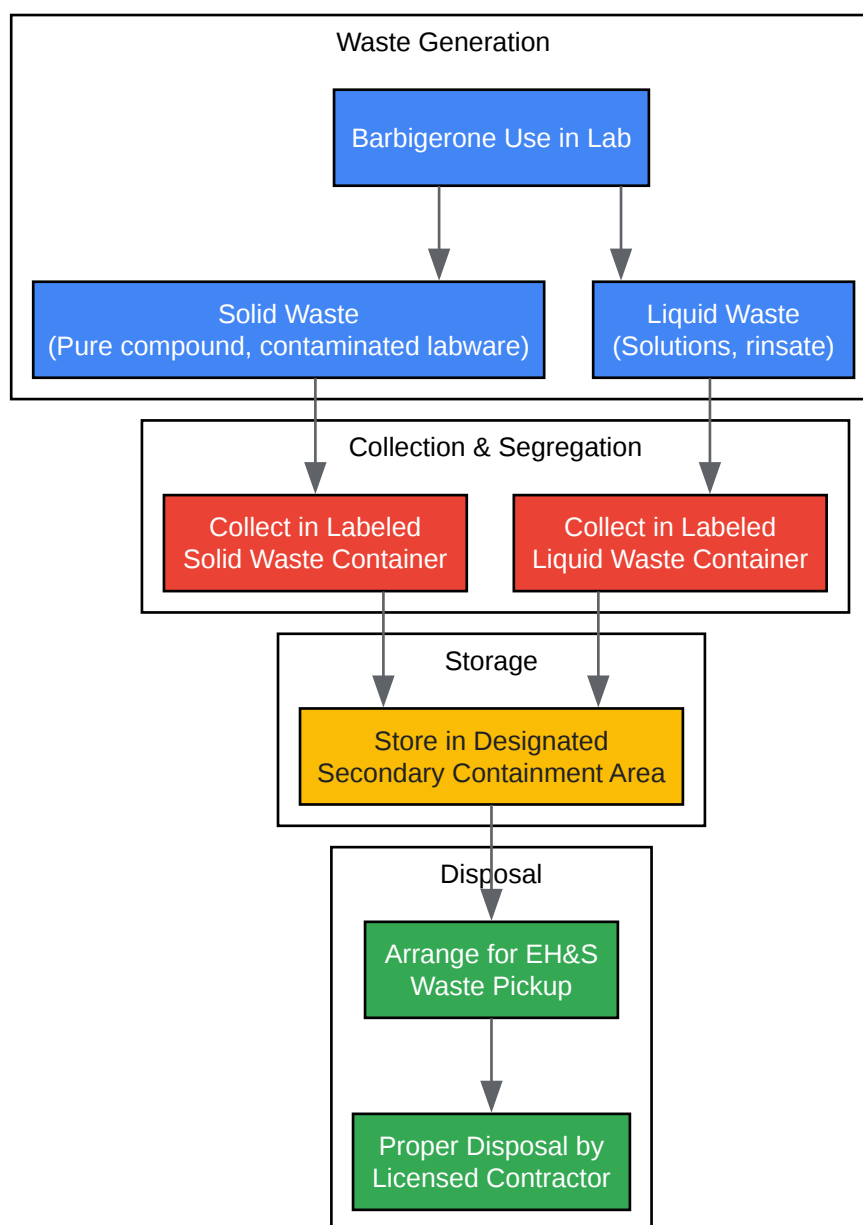 Waste Generation
Barbigerone Use in Lab
Solid Waste
(Pure compound, contaminated labware)
Liquid Waste
(Solutions, rinsate)
Collection & Segregation
Collect in Labeled
Solid Waste Container
Collect in Labeled
Liquid Waste Container
Storage
Store in Designated
Secondary Containment Area
Disposal
Arrange for EH&S
Waste Pickup
Proper Disposal by
Licensed Contractor